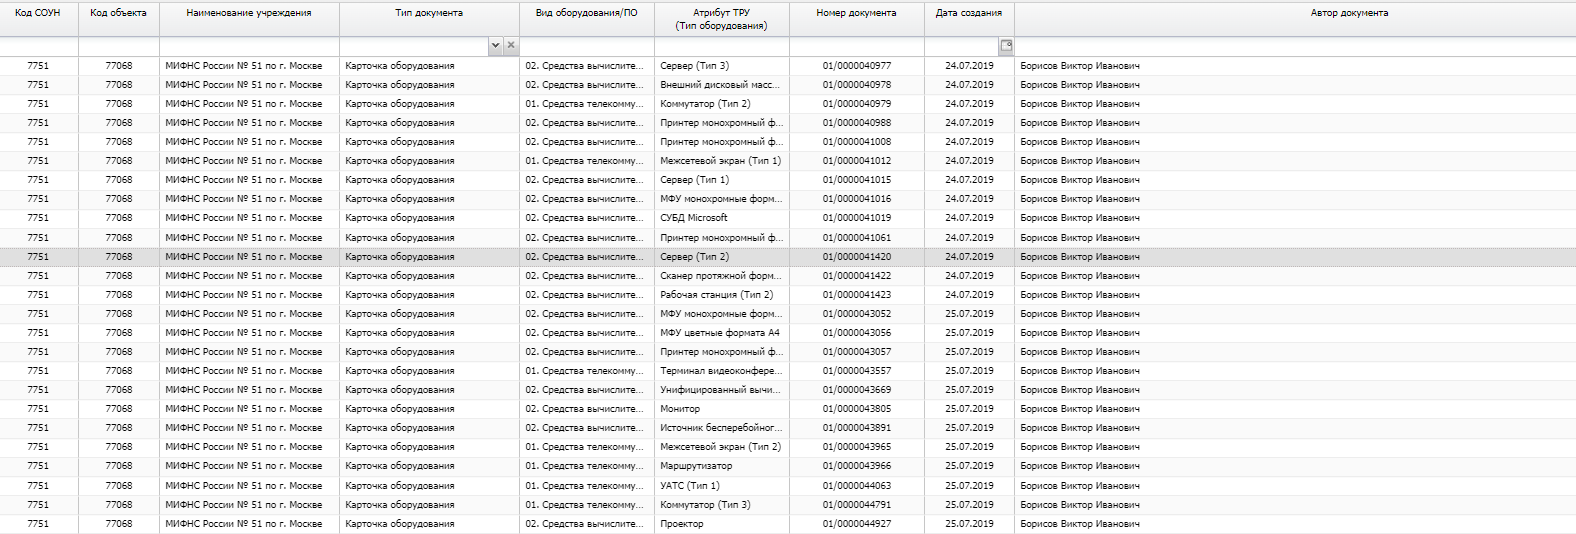 Код СОУН Код объекта Наименование учреждения Тип документа Вид оборудования/ПО Атрибут ТРУ (Тип оборудования) Номер документа Дата создания Автор документа
7751 77068 МИФНС России № 51 по г. Москве Карточка оборудования 02. Средства вычислите... Сервер (Тип 3) 01/0000040977 24.07.2019 Борисов Виктор Иванович
7751 77068 МИФНС России № 51 по г. Москве Карточка оборудования 02. Средства вычислите... Внешний дисковый масс... 01/0000040978 24.07.2019 Борисов Виктор Иванович
7751 77068 МИФНС России № 51 по г. Москве Карточка оборудования 01. Средства телекомму... Коммутатор (Тип 2) 01/0000040979 24.07.2019 Борисов Виктор Иванович
7751 77068 МИФНС России № 51 по г. Москве Карточка оборудования 02. Средства вычислите... Принтер монохромный ф... 01/0000040988 24.07.2019 Борисов Виктор Иванович
7751 77068 МИФНС России № 51 по г. Москве Карточка оборудования 02. Средства вычислите... Принтер монохромный ф... 01/0000041008 24.07.2019 Борисов Виктор Иванович
7751 77068 МИФНС России № 51 по г. Москве Карточка оборудования 01. Средства телекомму... Межсетевой экран (Тип 1) 01/0000041012 24.07.2019 Борисов Виктор Иванович
7751 77068 МИФНС России № 51 по г. Москве Карточка оборудования 02. Средства вычислите... Сервер (Тип 1) 01/0000041015 24.07.2019 Борисов Виктор Иванович
7751 77068 МИФНС России № 51 по г. Москве Карточка оборудования 02. Средства вычислите... МФУ монохромные форм... 01/0000041016 24.07.2019 Борисов Виктор Иванович
7751 77068 МИФНС России № 51 по г. Москве Карточка оборудования 02. Средства вычислите... СУБД Microsoft 01/0000041019 24.07.2019 Борисов Виктор Иванович
7751 77068 МИФНС России № 51 по г. Москве Карточка оборудования 02. Средства вычислите... Принтер монохромный ф... 01/0000041061 24.07.2019 Борисов Виктор Иванович
7751 77068 МИФНС России № 51 по г. Москве Карточка оборудования 02. Средства вычислите... Сервер (Тип 2) 01/0000041420 24.07.2019 Борисов Виктор Иванович
7751 77068 МИФНС России № 51 по г. Москве Карточка оборудования 02. Средства вычислите... Сканер протяжной форм... 01/0000041422 24.07.2019 Борисов Виктор Иванович
7751 77068 МИФНС России № 51 по г. Москве Карточка оборудования 02. Средства вычислите... Рабочая станция (Тип 2) 01/0000041423 24.07.2019 Борисов Виктор Иванович
7751 77068 МИФНС России № 51 по г. Москве Карточка оборудования 02. Средства вычислите... МФУ монохромные форм... 01/0000043052 25.07.2019 Борисов Виктор Иванович
7751 77068 МИФНС России № 51 по г. Москве Карточка оборудования 02. Средства вычислите... МФУ цветные формата А4 01/0000043056 25.07.2019 Борисов Виктор Иванович
7751 77068 МИФНС России № 51 по г. Москве Карточка оборудования 02. Средства вычислите... Принтер монохромный ф... 01/0000043057 25.07.2019 Борисов Виктор Иванович
7751 77068 МИФНС России № 51 по г. Москве Карточка оборудования 01. Средства телекомму... Терминал видеоконфере... 01/0000043557 25.07.2019 Борисов Виктор Иванович
7751 77068 МИФНС России № 51 по г. Москве Карточка оборудования 02. Средства вычислите... Унифицированный вычи... 01/0000043669 25.07.2019 Борисов Виктор Иванович
7751 77068 МИФНС России № 51 по г. Москве Карточка оборудования 02. Средства вычислите... Монитор 01/0000043805 25.07.2019 Борисов Виктор Иванович
7751 77068 МИФНС России № 51 по г. Москве Карточка оборудования 02. Средства вычислите... Источник бесперебойног... 01/0000043891 25.07.2019 Борисов Виктор Иванович
7751 77068 МИФНС России № 51 по г. Москве Карточка оборудования 01. Средства телекомму... Межсетевой экран (Тип 2) 01/0000043965 25.07.2019 Борисов Виктор Иванович
7751 77068 МИФНС России № 51 по г. Москве Карточка оборудования 01. Средства телекомму... Маршрутизатор 01/0000043966 25.07.2019 Борисов Виктор Иванович
7751 77068 МИФНС России № 51 по г. Москве Карточка оборудования 01. Средства телекомму... УАТС (Тип 1) 01/0000044063 25.07.2019 Борисов Виктор Иванович
7751 77068 МИФНС России № 51 по г. Москве Карточка оборудования 01. Средства телекомму... Коммутатор (Тип 3) 01/0000044791 25.07.2019 Борисов Виктор Иванович
7751 77068 МИФНС России № 51 по г. Москве Карточка оборудования 02. Средства вычислите... Проектор 01/0000044927 25.07.2019 Борисов Виктор Иванович